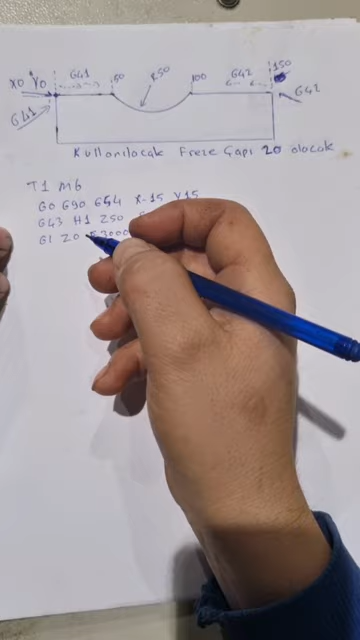 X0 Y0 G41 50 R50 100 G42 150
G41 G42
Kullanılacak Freze Çapı 20 olacak
T1 M6
G0 G90 G54 X-15 Y15
G43 H1 Z50
G1 Z0 F3000